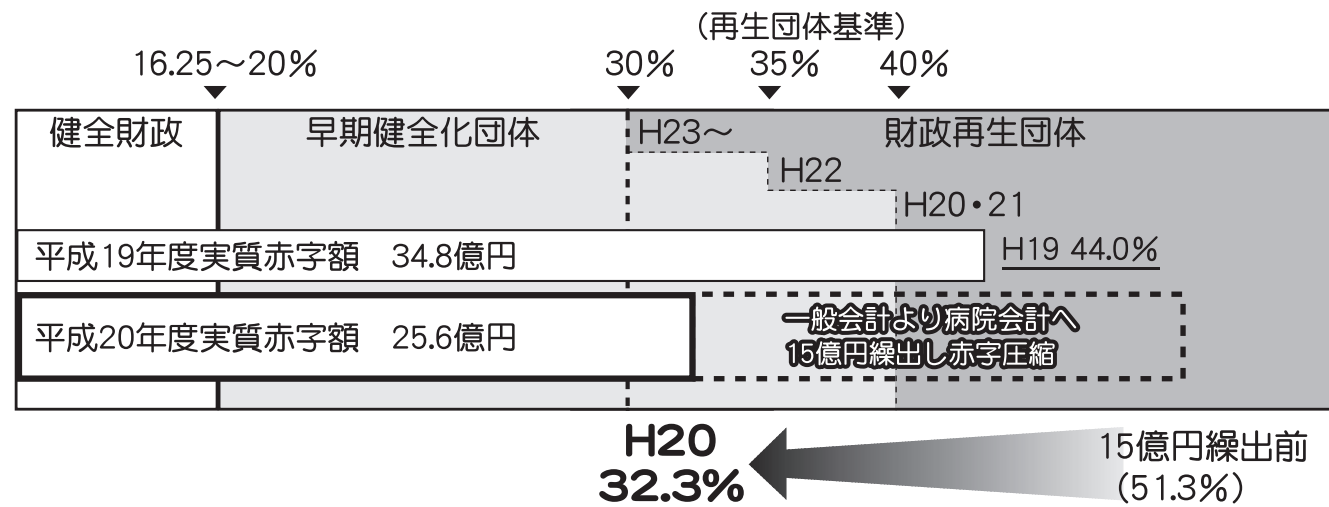 （再生団体基準）
16.25～20% 30% 35% 40%
健全財政 早期健全化団体 H23～ 財政再生団体
H22
H20・21
平成19年度実質赤字額 34.8億円 H19 44.0%
平成20年度実質赤字額 25.6億円
一般会計より病院会計へ
15億円繰出し赤字圧縮
H20
32.3%
15億円繰出前
（51.3%）